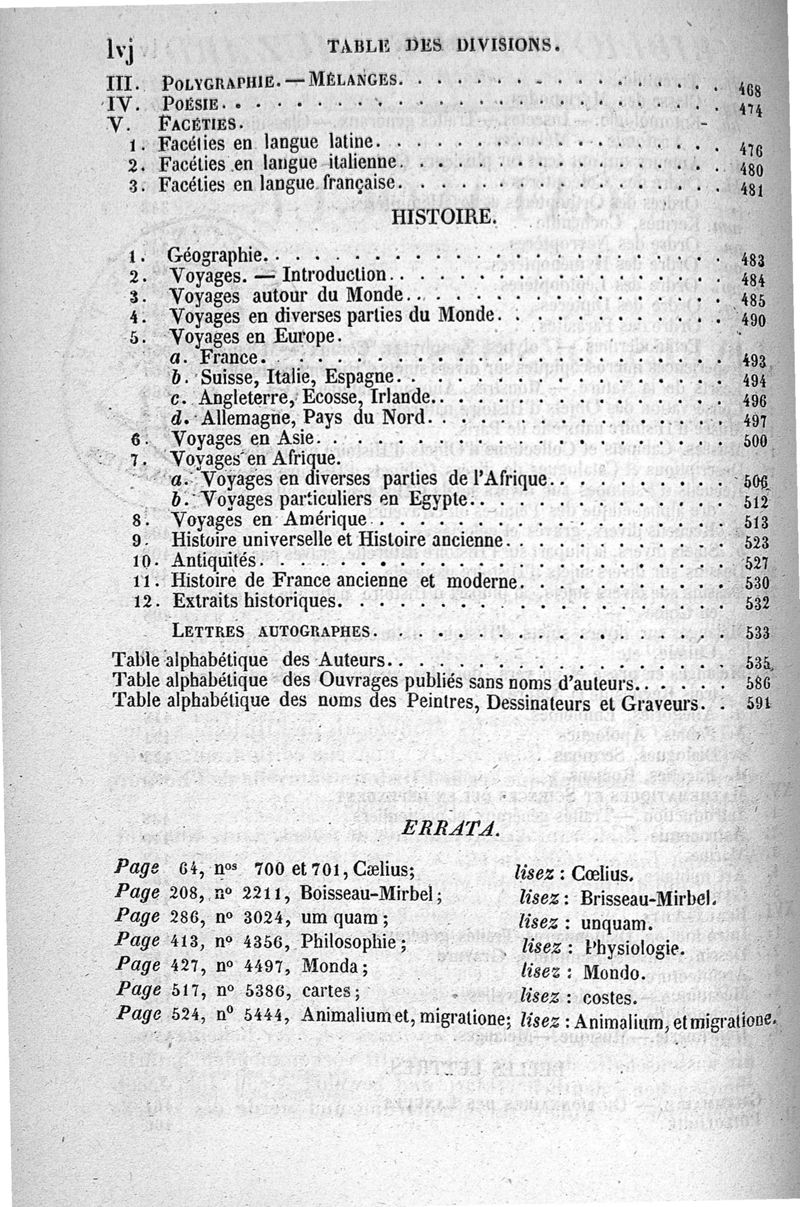 lvj TABLE DES DIVISIONS.
III. POLYGRAPHIE. — MÉLANGES. . . . . . . . . . . . . . . . 468
IV. POÉSIE. . . . . . . . . . . . . . . . . . . . . . . 474
V. FACÉTIES.
1. Facéties en langue latine. . . . . . . . . . . . . . . . 476
2. Facéties en langue italienne. . . . . . . . . . . . . . . 480
3. Facéties en langue française. . . . . . . . . . . . . . . 481
HISTOIRE.
1. Géographie. . . . . . . . . . . . . . . . . . . . . 483
2. Voyages. — Introduction. . . . . . . . . . . . . . . . 484
3. Voyages autour du Monde. . . . . . . . . . . . . . . . 485
4. Voyages en diverses parties du Monde. . . . . . . . . . . 490
5. Voyages en Europe.
a. France. . . . . . . . . . . . . . . . . . . . . 493
b. Suisse, Italie, Espagne. . . . . . . . . . . . . . . 494
c. Angleterre, Ecosse, Irlande. . . . . . . . . . . . . . 496
d. Allemagne, Pays du Nord. . . . . . . . . . . . . . 497
6. Voyages en Asie. . . . . . . . . . . . . . . . . . . 500
7. Voyages en Afrique.
a. Voyages en diverses parties de l'Afrique. . . . . . . . . 506
b. Voyages particuliers en Egypte. . . . . . . . . . . . 512
8. Voyages en Amérique . . . . . . . . . . . . . . . . 513
9. Histoire universelle et Histoire ancienne. . . . . . . . . . 523
10. Antiquités. . . . . . . . . . . . . . . . . . . . . 527
11. Histoire de France ancienne et moderne. . . . . . . . . . 530
12. Extraits historiques. . . . . . . . . . . . . . . . . . 532
LETTRES AUTOGRAPHES. . . . . . . . . . . . . . . . . 533
Table alphabétique des Auteurs. . . . . . . . . . . . . . . . 535
Table alphabétique des Ouvrages publiés sans noms d'auteurs. . . . . . 586
Table alphabétique des noms des Peintres, Dessinateurs et Graveurs. . 591
ERRATA.
Page 64, nos 700 et 701, Cælius; lisez : Cœlius.
Page 208, no 2211, Boisseau-Mirbel; lisez : Brisseau-Mirbel.
Page 286, no 3024, um quam; lisez : unquam.
Page 413, no 4356, Philosophie; lisez : Physiologie.
Page 427, no 4497, Monda; lisez : Mondo.
Page 517, no 5386, cartes; lisez : costes.
Page 524, no 5444, Animalium et, migratione; lisez : Animalium, et migratione.